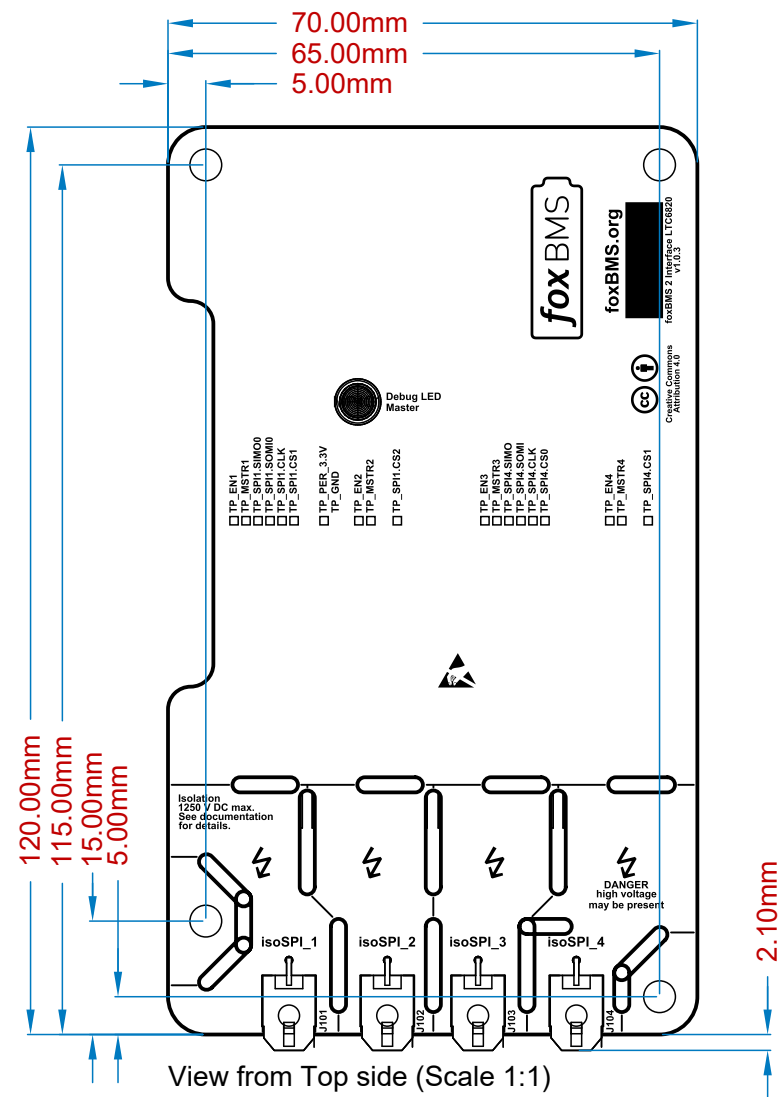 70.00mm
65.00mm
5.00mm
fox BMS
foxBMS.org
foxBMS 2 Interface LTC6820
v1.0.3
cc
Creative Commons
Attribution 4.0
Debug LED
Master
TP_EN1
TP_MSTR1
TP_SPI1.SIMO0
TP_SPI1.SOMI0
TP_SPI1.CLK
TP_SPI1.CS1
TP_PER_3.3V
TP_GND
TP_EN2
TP_MSTR2
TP_SPI1.CS2
TP_EN3
TP_MSTR3
TP_SPI4.SIMO
TP_SPI4.SOMI
TP_SPI4.CLK
TP_SPI4.CS0
TP_EN4
TP_MSTR4
TP_SPI4.CS1
120.00mm
115.00mm
15.00mm
5.00mm
Isolation
1250 V DC max.
See documentation
for details.
DANGER
high voltage
may be present
2.10mm
isoSPI_1
isoSPI_2
isoSPI_3
isoSPI_4
J101
J102
J103
J104
View from Top side (Scale 1:1)